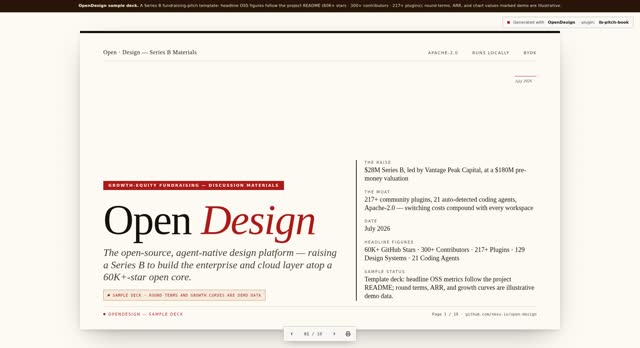 OpenDesign sample deck. A Series B fundraising-pitch template: headline OSS figures follow the project README (60K+ stars · 300+ contributors · 217+ plugins); round terms, ARR, and chart values marked demo are illustrative.
Generated with OpenDesign · plugin: ib-pitch-book
Open · Design — Series B Materials
APACHE-2.0 RUNS LOCALLY BYOK
July 2026
GROWTH-EQUITY FUNDRAISING — DISCUSSION MATERIALS
Open Design
The open-source, agent-native design platform — raising
a Series B to build the enterprise and cloud layer atop a
60K+-star open core.
SAMPLE DECK · ROUND TERMS AND GROWTH CURVES ARE DEMO DATA
THE RAISE
$28M Series B, led by Vantage Peak Capital, at a $180M pre-
money valuation
THE MOAT
217+ community plugins, 21 auto-detected coding agents,
Apache-2.0 — switching costs compound with every workspace
DATE
July 2026
HEADLINE FIGURES
60K+ GitHub Stars · 300+ Contributors · 217+ Plugins · 129
Design Systems · 21 Coding Agents
SAMPLE STATUS
Template deck: headline OSS metrics follow the project
README; round terms, ARR, and growth curves are illustrative
demo data.
OPENDESIGN — SAMPLE DECK
Page 1 / 10 · github.com/nexu-io/open-design
01 / 10